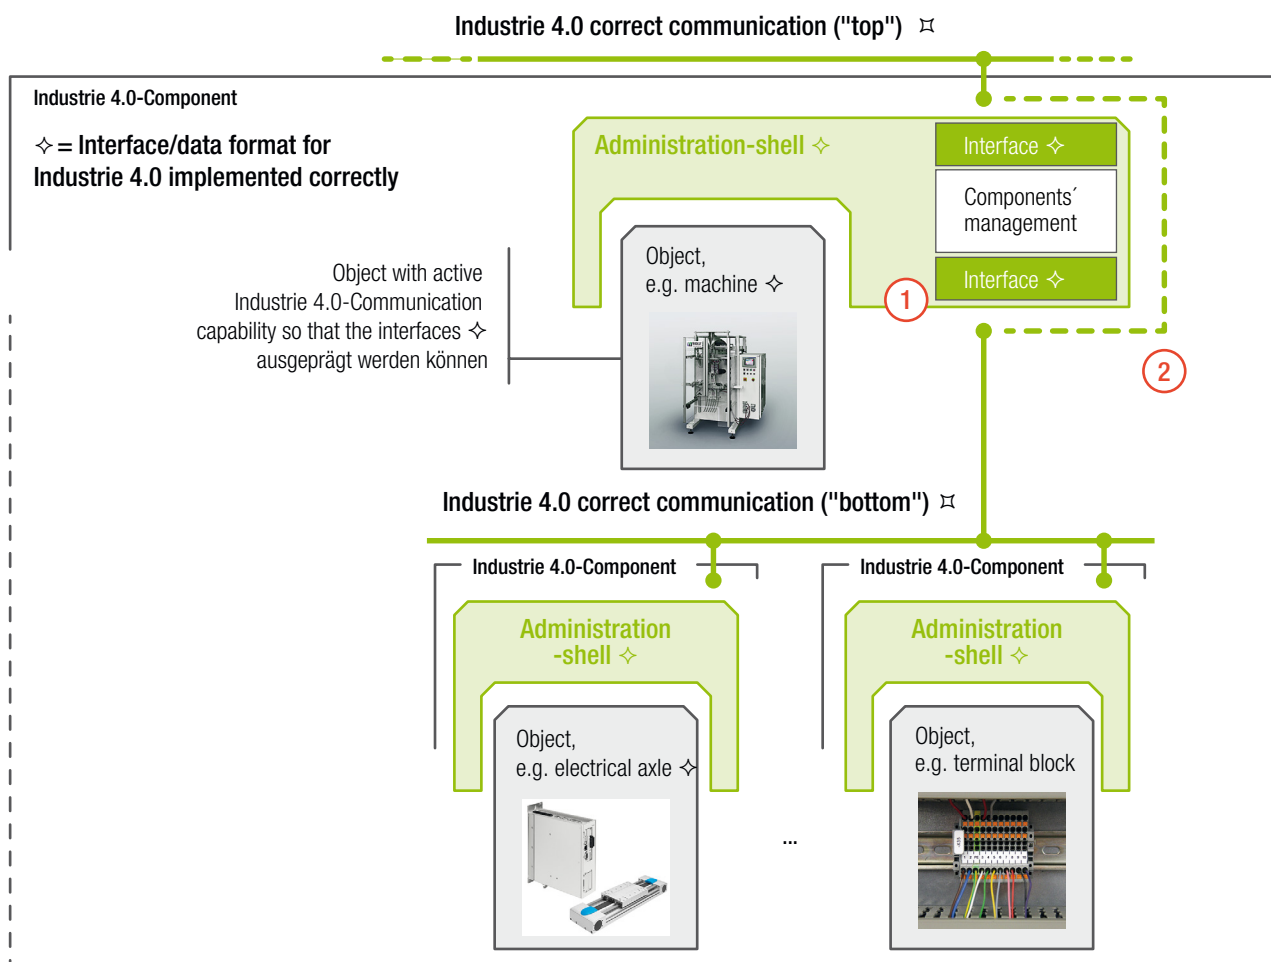 Industrie 4.0 correct communication ("top")
Industrie 4.0-Component
= Interface/data format for
Industrie 4.0 implemented correctly
Administration-shell
Interface
Components´
management
Interface
Object,
e.g. machine
Object with active
Industrie 4.0-Communication
capability so that the interfaces
ausgeprägt werden können
1
2
Industrie 4.0 correct communication ("bottom")
Industrie 4.0-Component
Industrie 4.0-Component
Administration
-shell
Administration
-shell
Object,
e.g. electrical axle
Object,
e.g. terminal block
...